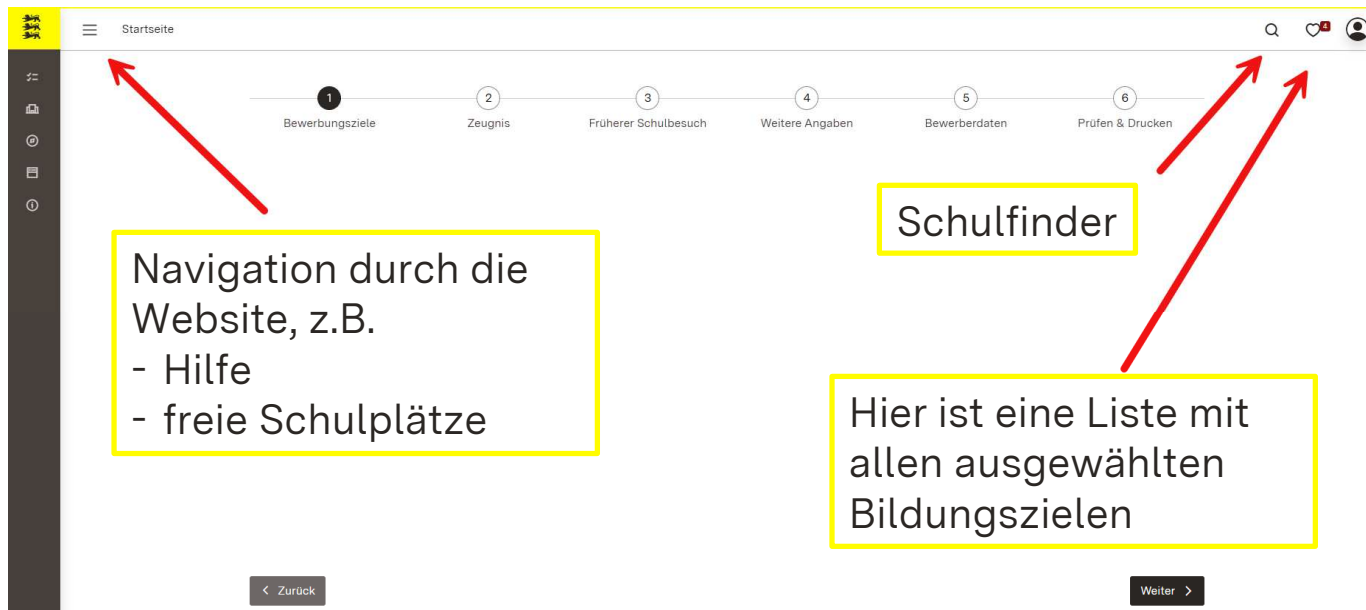 Startseite
4
1 2 3 4 5 6
Bewerbungsziele Zeugnis Früherer Schulbesuch Weitere Angaben Bewerberdaten Prüfen & Drucken
Schulfinder
Navigation durch die
Website, z.B.
- Hilfe
- freie Schulplätze
Hier ist eine Liste mit
allen ausgewählten
Bildungszielen
< Zurück
Weiter >